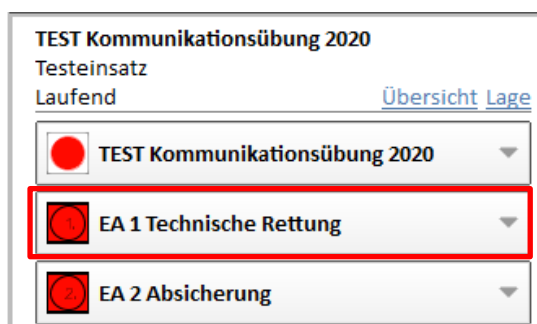 TEST Kommunikationsübung 2020
Testeinsatz
Laufend Übersicht Lage
TEST Kommunikationsübung 2020
1. EA 1 Technische Rettung
2. EA 2 Absicherung